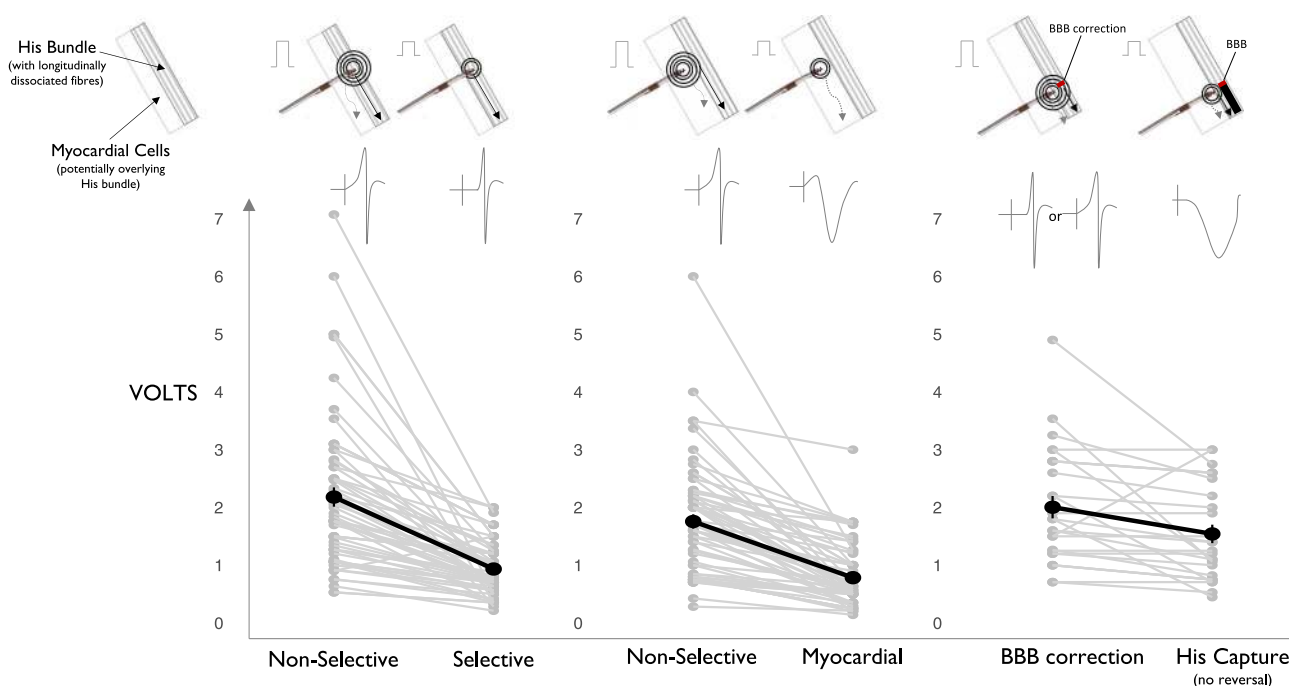 His Bundle
(with longitudinally
dissociated fibres)
Myocardial Cells
(potentially overlying
His bundle)
BBB correction
BBB
or
VOLTS
7
6
5
4
3
2
1
0
7
6
5
4
3
2
1
0
7
6
5
4
3
2
1
0
Non-Selective
Selective
Non-Selective
Myocardial
BBB correction
His Capture
(no reversal)